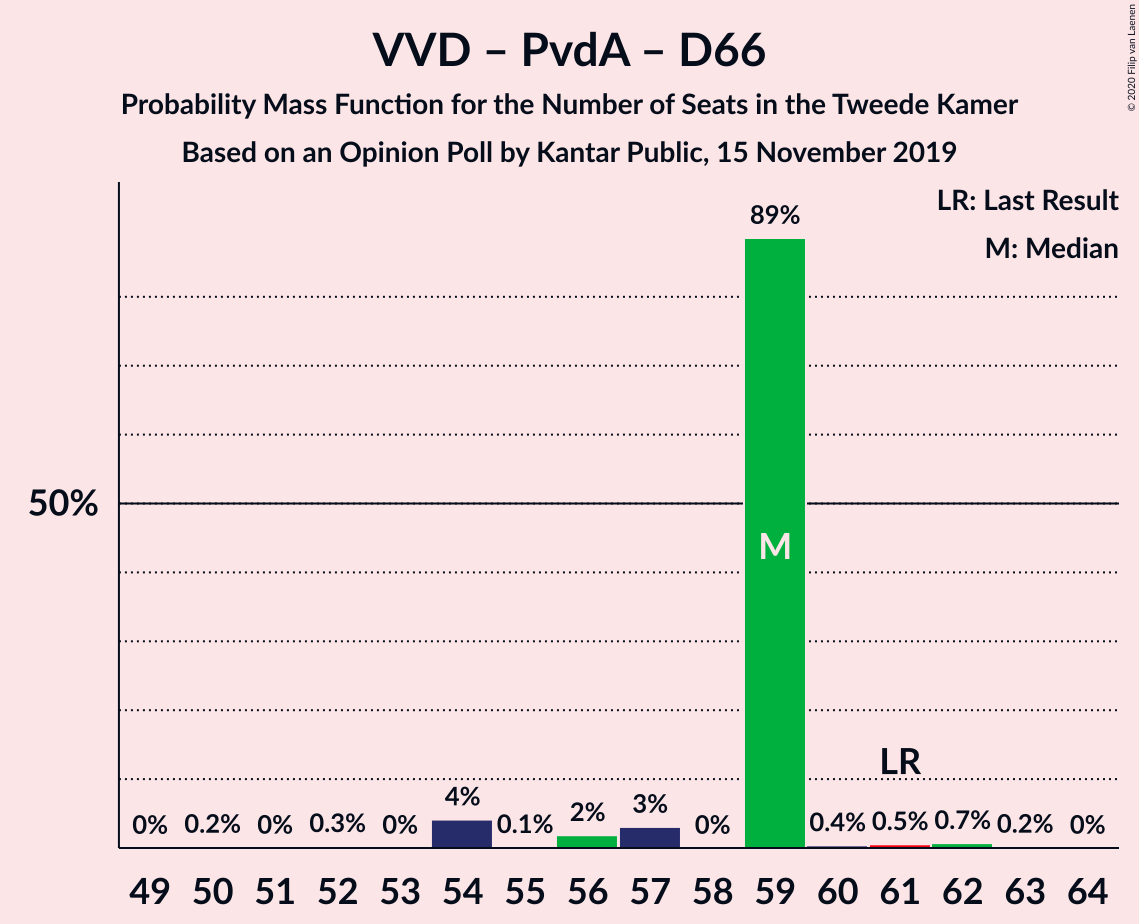 VVD – PvdA – D66
Probability Mass Function for the Number of Seats in the Tweede Kamer
Based on an Opinion Poll by Kantar Public, 15 November 2019
© 2020 Filip van Laenen
LR: Last Result
M: Median
89%
50%
M
LR
0% 0.2% 0% 0.3% 0% 4% 0.1% 2% 3% 0% 0.4% 0.5% 0.7% 0.2% 0%
49 50 51 52 53 54 55 56 57 58 59 60 61 62 63 64